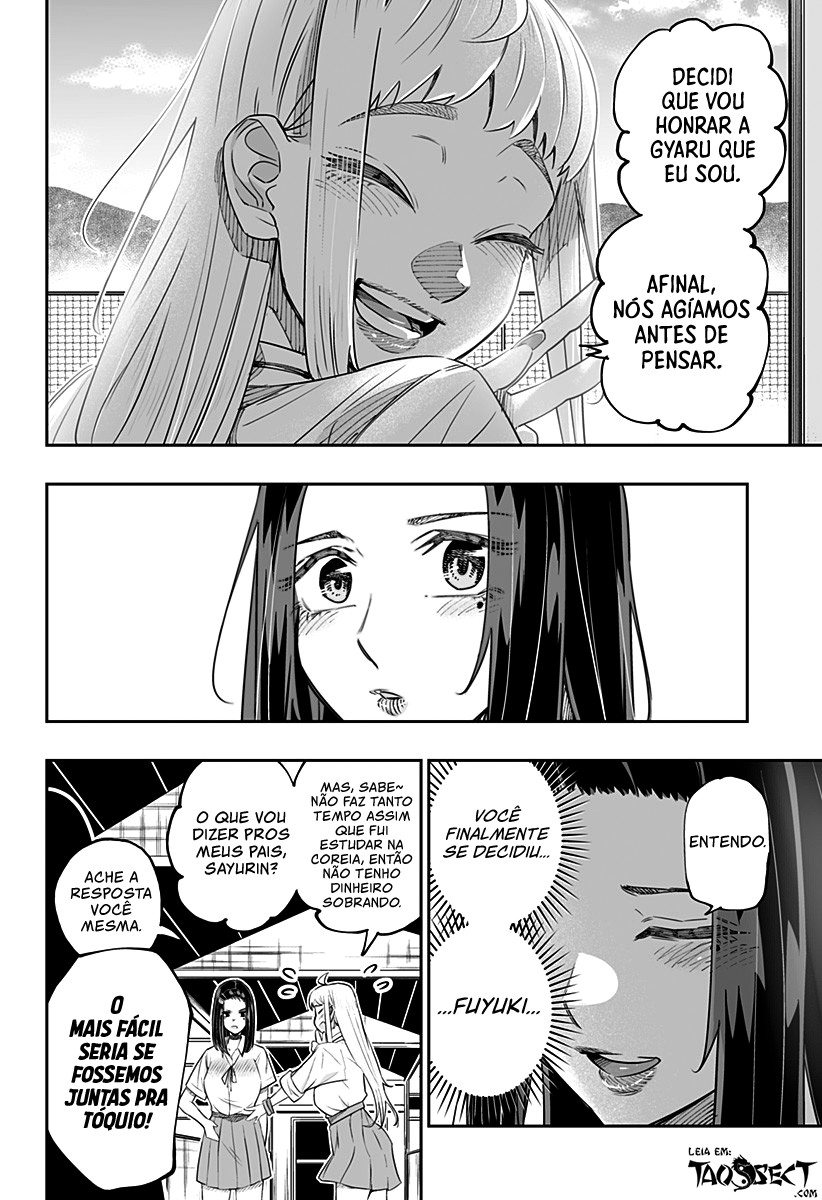 DECIDI
QUE VOU
HONRAR A
GYARU QUE
EU SOU.
AFINAL,
NÓS AGÍAMOS
ANTES DE
PENSAR.
ENTENDO.
VOCÊ
FINALMENTE
SE DECIDIU...
...FUYUKI...
MAS, SABE~
NÃO FAZ TANTO
TEMPO ASSIM
QUE FUI
ESTUDAR NA
COREIA, ENTÃO
NÃO TENHO
DINHEIRO
SOBRANDO.
O QUE VOU
DIZER PROS
MEUS PAIS,
SAYURIN?
ACHE A
RESPOSTA
VOCÊ
MESMA.
O
MAIS FÁCIL
SERIA SE
FOSSEMOS
JUNTAS PRA
TÓQUIO!
LEIA EM:
TAOSECT
.COM